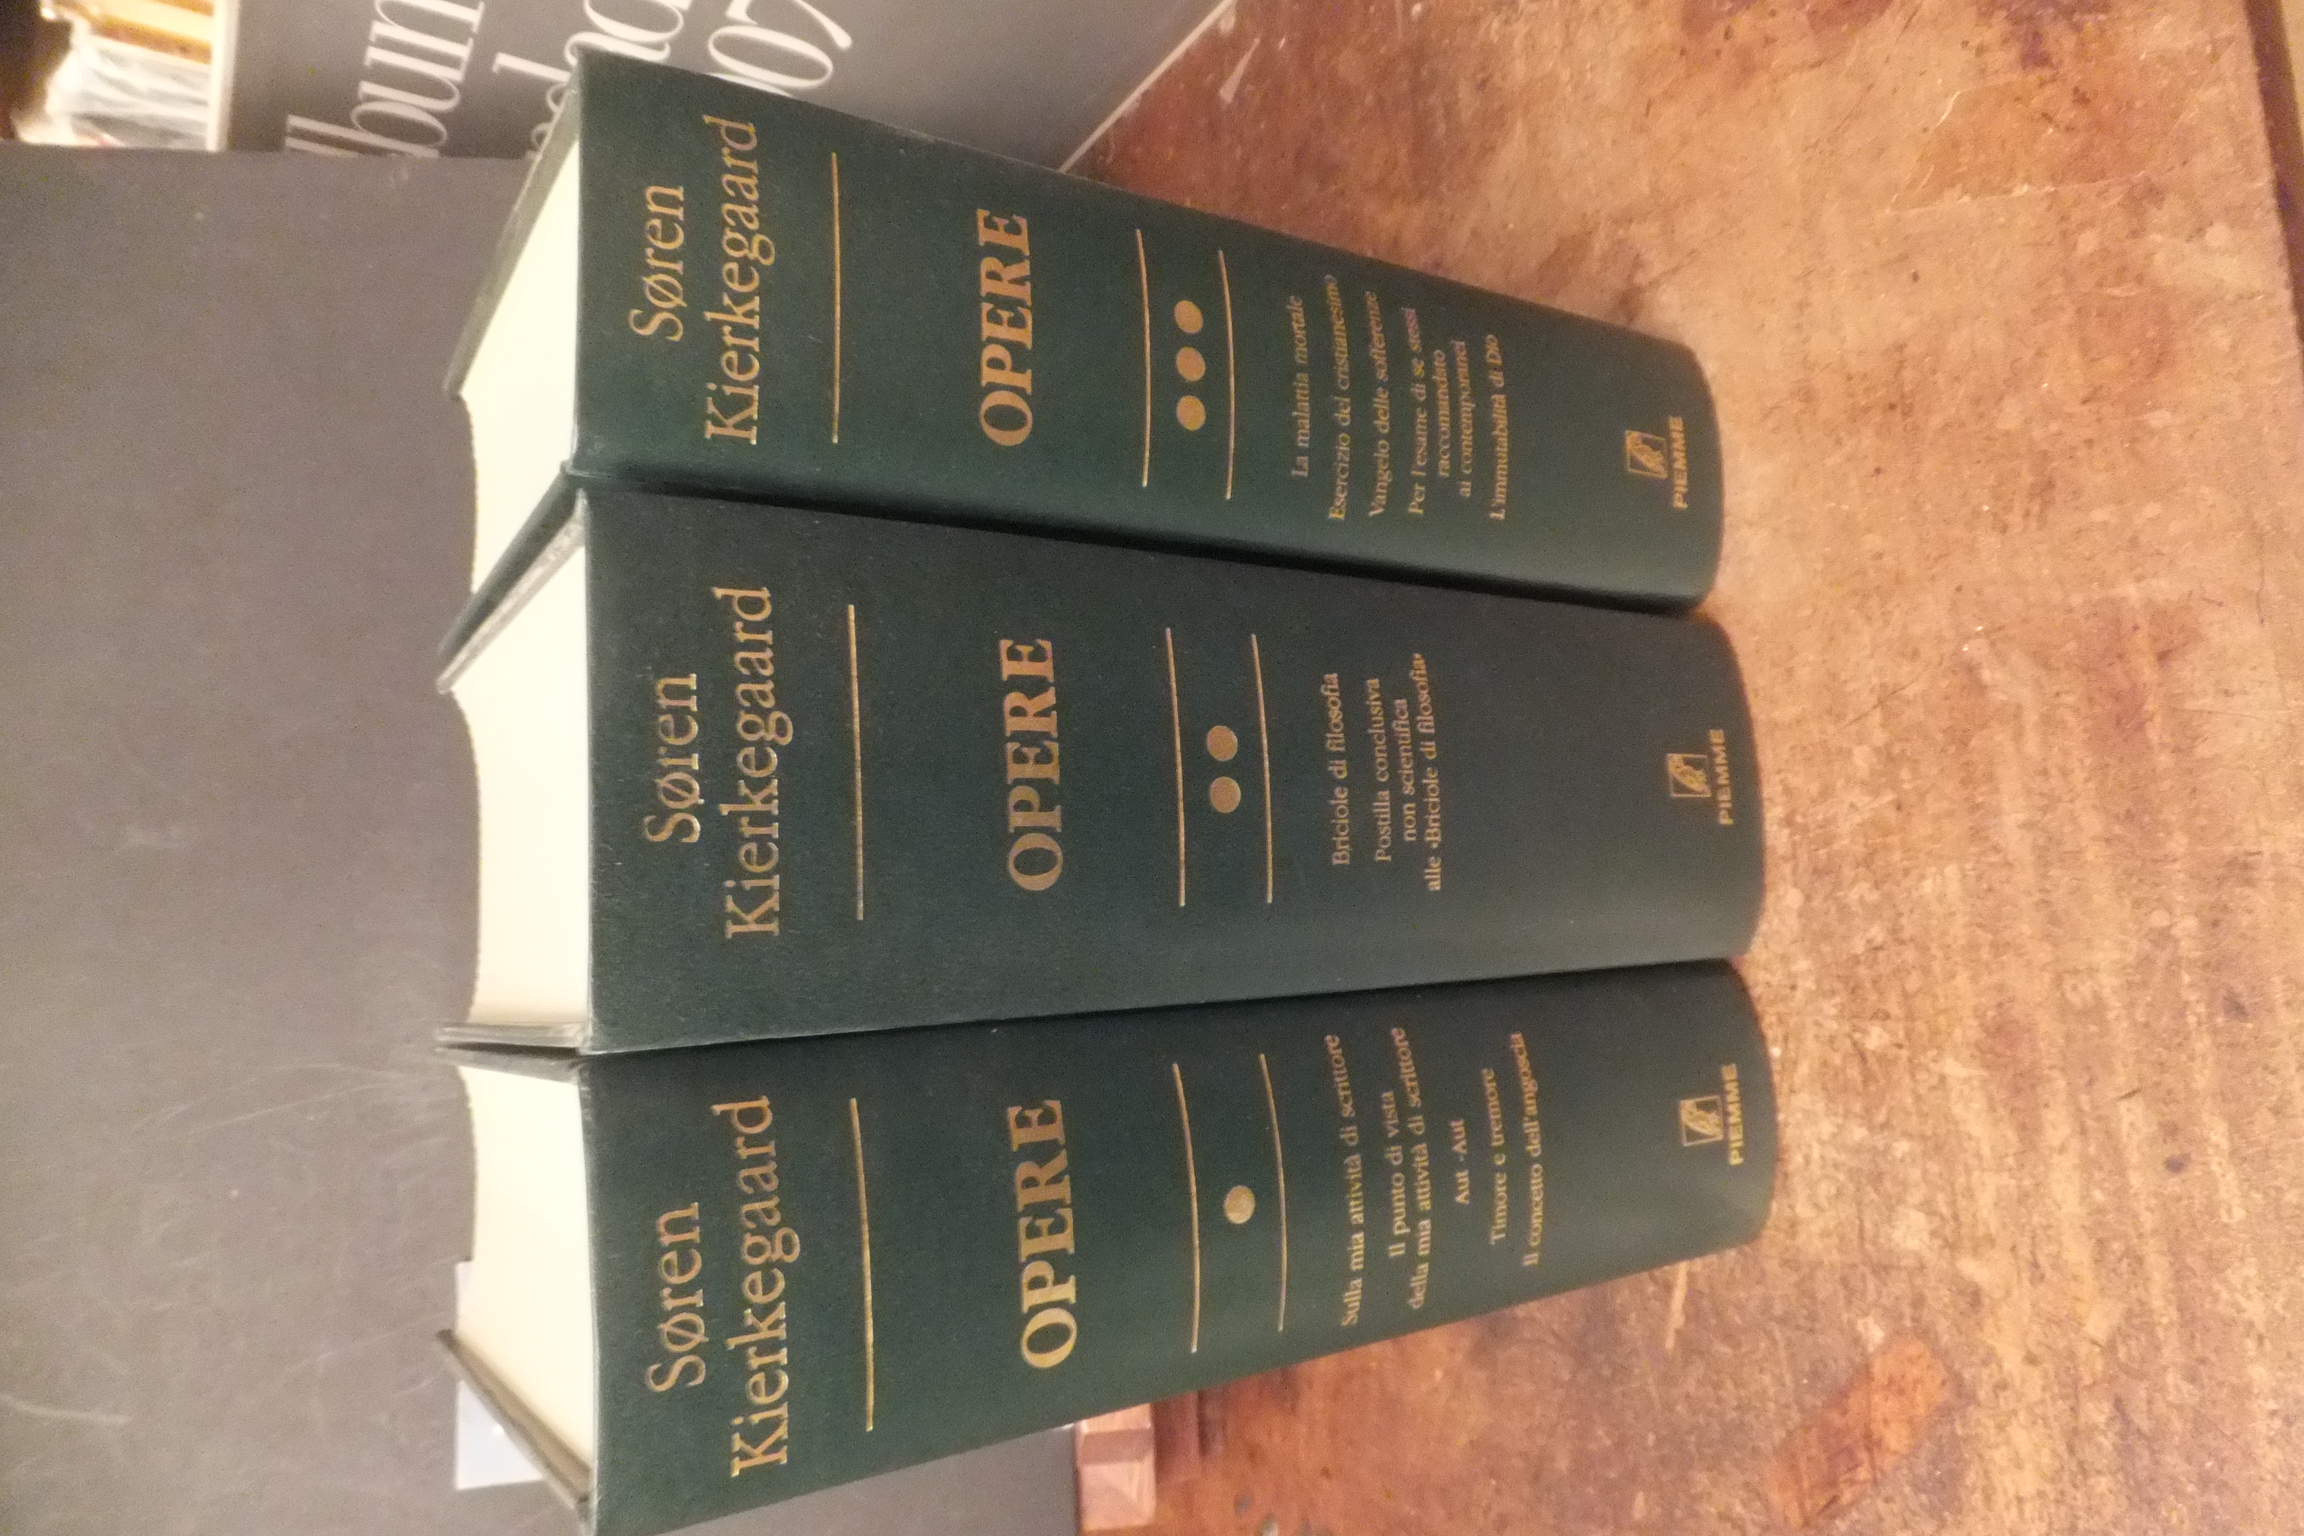 Søren
Kierkegaard
OPERE
Sulla mia attività di scrittore
Il punto di vista
della mia attività di scrittore
Aut - Aut
Timore e tremore
Il concetto dell'angoscia
PIEMME
Søren
Kierkegaard
OPERE
Briciole di filosofia
Postilla conclusiva
non scientifica
alle «Briciole di filosofia»
PIEMME
Søren
Kierkegaard
OPERE
La malattia mortale
Esercizio del cristianesimo
Vangelo delle sofferenze
Per l'esame di se stessi
raccomandato
ai contemporanei
L'immutabilità di Dio
PIEMME